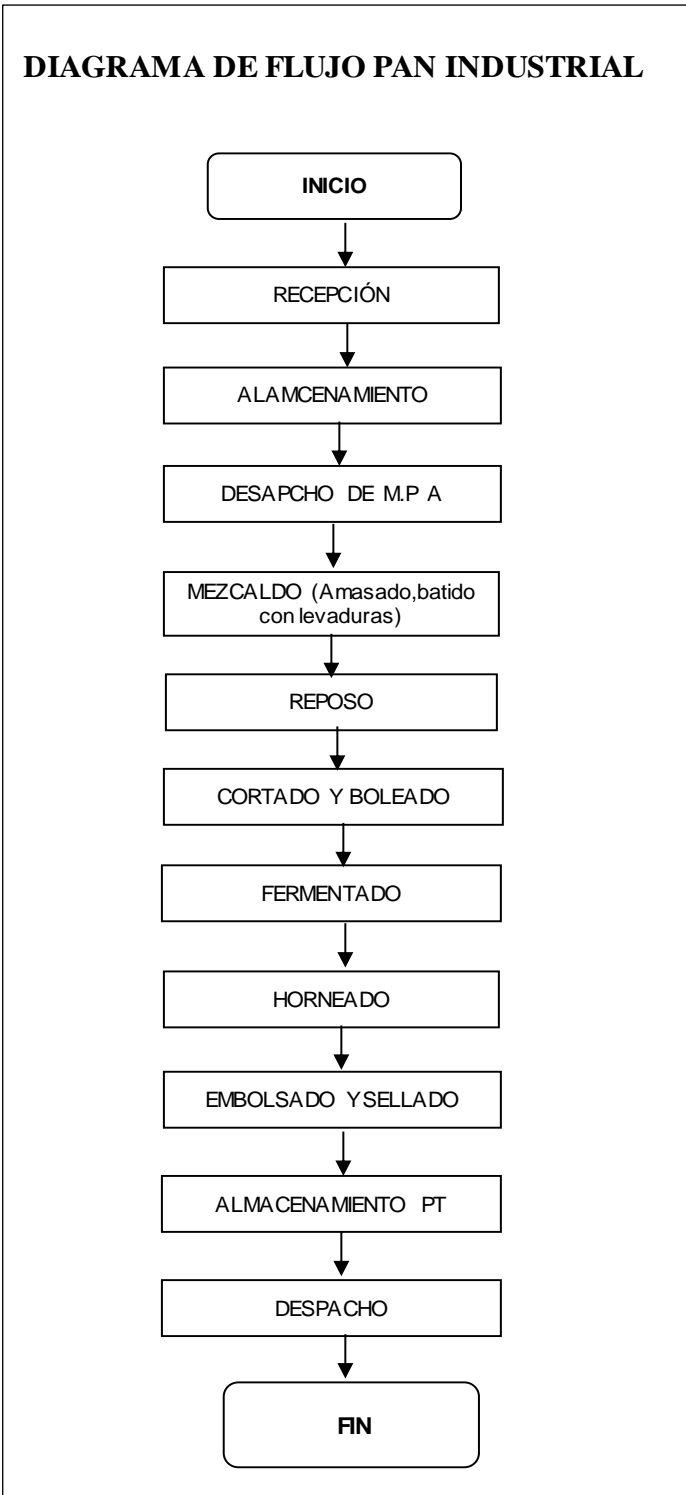 DIAGRAMA DE FLUJO PAN INDUSTRIAL
INICIO
RECEPCIÓN
ALAMCENAMIENTO
DESAPCHO DE M.P A
MEZCALDO (Amasado,batido
con levaduras)
REPOSO
CORTADO Y BOLEADO
FERMENTADO
HORNEADO
EMBOLSADO Y SELLADO
ALMACENAMIENTO PT
DESPACHO
FIN